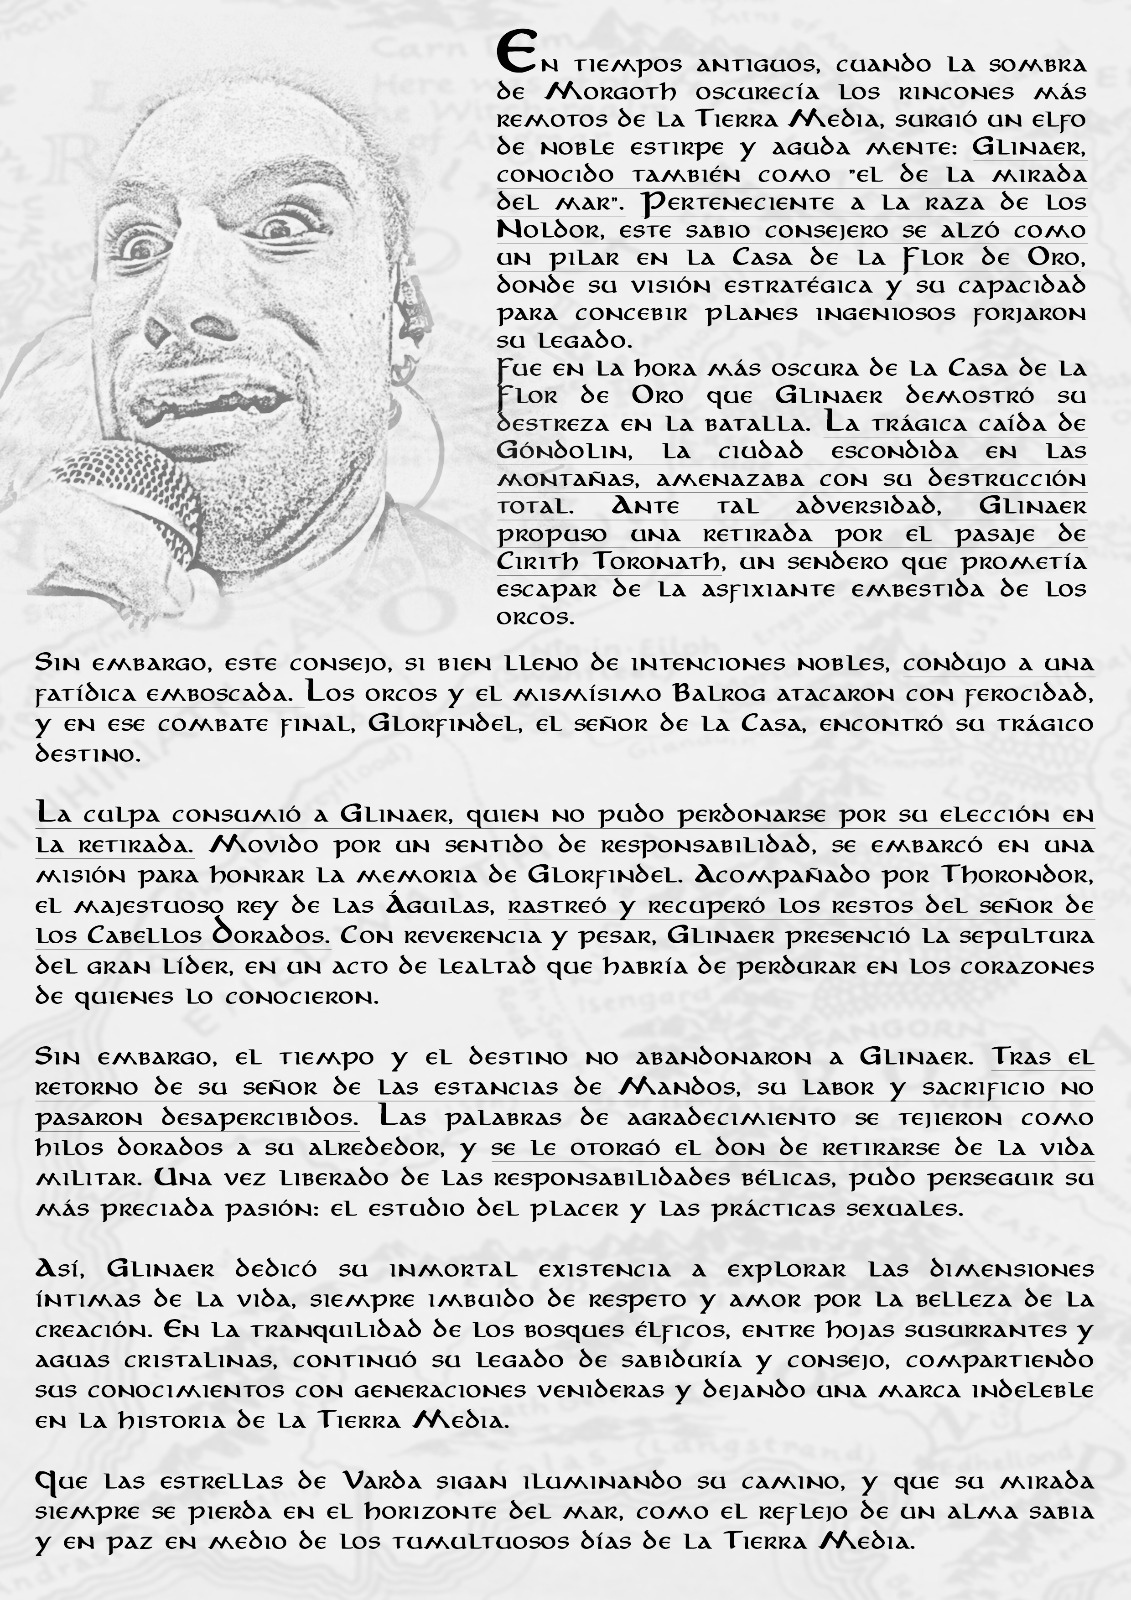 En tiempos antiguos, cuando la sombra
de Morgoth oscurecía los rincones más
remotos de la Tierra Media, surgió un elfo
de noble estirpe y aguda mente: Glinaer,
conocido también como "el de la mirada
del mar". Perteneciente a la raza de los
Noldor, este sabio consejero se alzó como
un pilar en la Casa de la Flor de Oro,
donde su visión estratégica y su capacidad
para concebir planes ingeniosos forjaron
su legado.
Fue en la hora más oscura de la Casa de la
Flor de Oro que Glinaer demostró su
destreza en la batalla. La trágica caída de
Góndolin, la ciudad escondida en las
montañas, amenazaba con su destrucción
total. Ante tal adversidad, Glinaer
propuso una retirada por el pasaje de
Cirith Toronath, un sendero que prometía
escapar de la asfixiante embestida de los
orcos.
Sin embargo, este consejo, si bien lleno de intenciones nobles, condujo a una
fatídica emboscada. Los orcos y el mismísimo Balrog atacaron con ferocidad,
y en ese combate final, Glorfindel, el señor de la Casa, encontró su trágico
destino.
La culpa consumió a Glinaer, quien no pudo perdonarse por su elección en
la retirada. Movido por un sentido de responsabilidad, se embarcó en una
misión para honrar la memoria de Glorfindel. Acompañado por Thorondor,
el majestuoso rey de las Águilas, rastreó y recuperó los restos del señor de
los Cabellos Dorados. Con reverencia y pesar, Glinaer presenció la sepultura
del gran líder, en un acto de lealtad que habría de perdurar en los corazones
de quienes lo conocieron.
Sin embargo, el tiempo y el destino no abandonaron a Glinaer. Tras el
retorno de su señor de las estancias de Mandos, su labor y sacrificio no
pasaron desapercibidos. Las palabras de agradecimiento se tejieron como
hilos dorados a su alrededor, y se le otorgó el don de retirarse de la vida
militar. Una vez liberado de las responsabilidades bélicas, pudo perseguir su
más preciada pasión: el estudio del placer y las prácticas sexuales.
Así, Glinaer dedicó su inmortal existencia a explorar las dimensiones
íntimas de la vida, siempre imbuido de respeto y amor por la belleza de la
creación. En la tranquilidad de los bosques élficos, entre hojas susurrantes y
aguas cristalinas, continuó su legado de sabiduría y consejo, compartiendo
sus conocimientos con generaciones venideras y dejando una marca indeleble
en la historia de la Tierra Media.
Que las estrellas de Varda sigan iluminando su camino, y que su mirada
siempre se pierda en el horizonte del mar, como el reflejo de un alma sabia
y en paz en medio de los tumultuosos días de la Tierra Media.